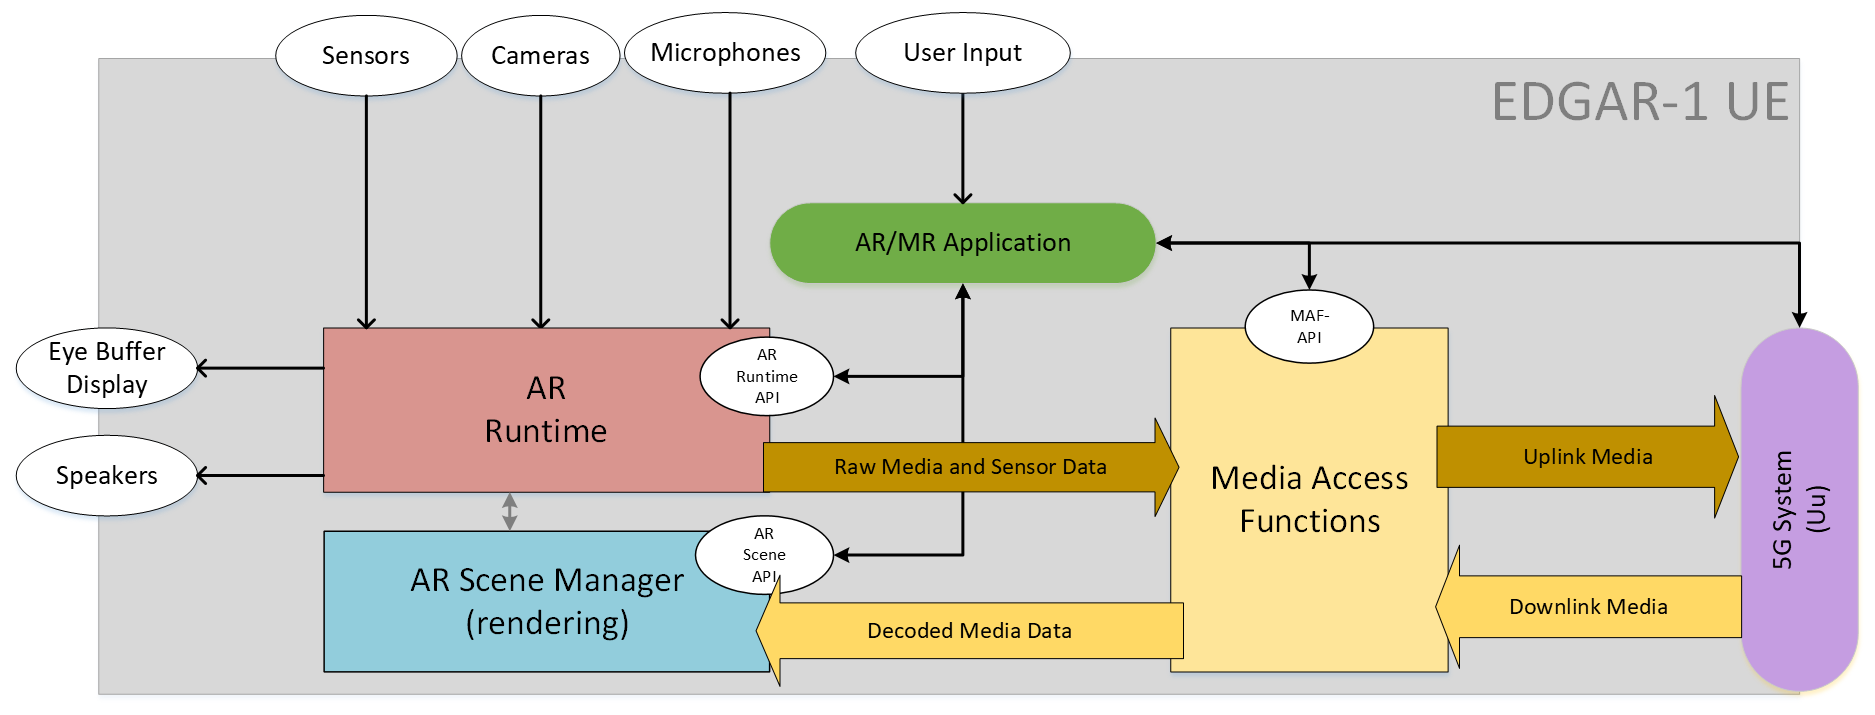 Sensors
Cameras
Microphones
User Input
EDGAR-1 UE
AR/MR Application
MAF-
API
Eye Buffer
Display
AR
Runtime
AR
Runtime
API
Speakers
Raw Media and Sensor Data
Media Access
Functions
Uplink Media
5G System
(Uu)
AR Scene Manager
(rendering)
AR
Scene
API
Decoded Media Data
Downlink Media